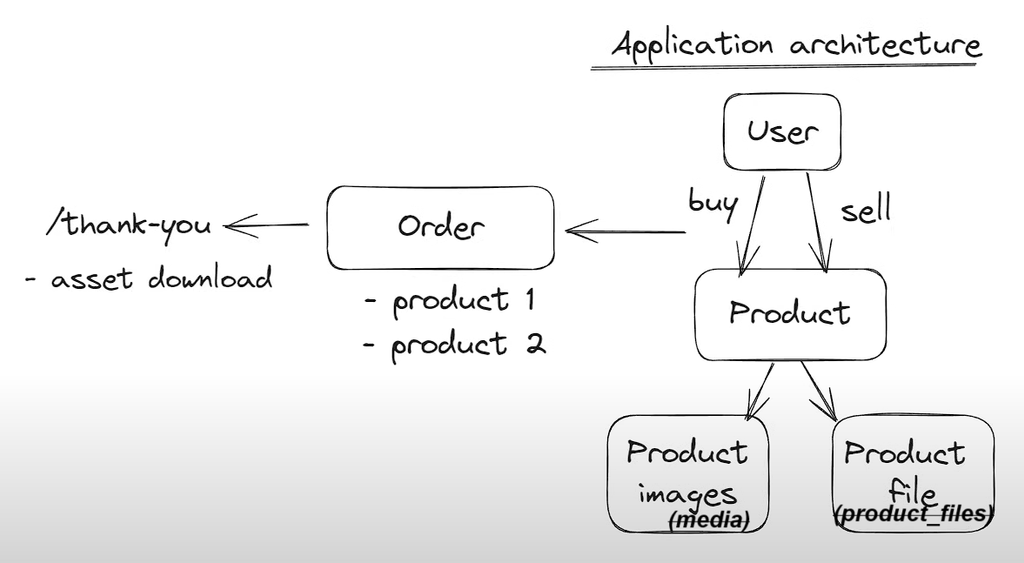 Application architecture
User
buy
sell
/thank-you
- asset download
Order
- product 1
- product 2
Product
Product
images
(media)
Product
file
(product_files)